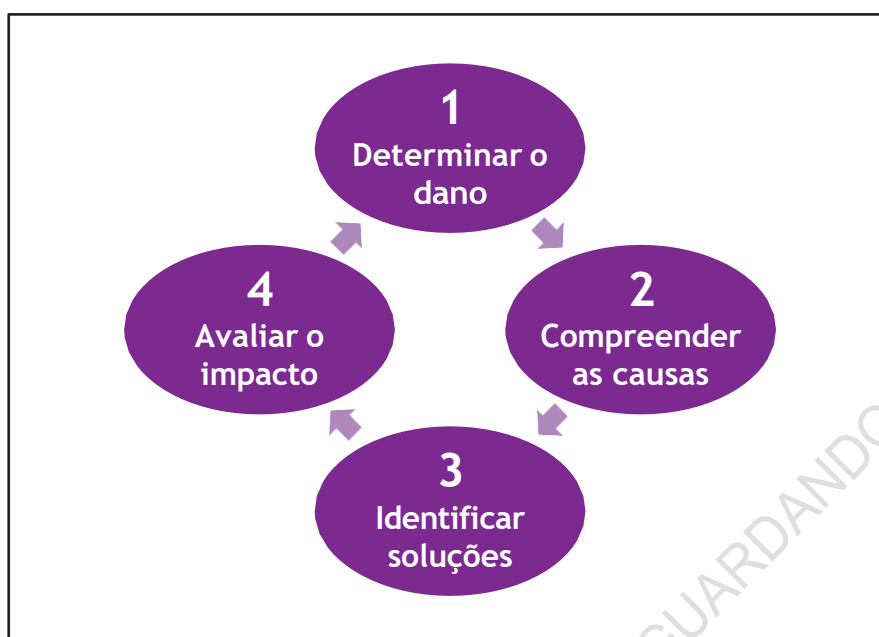 1
Determinar o
dano
2
Compreender
as causas
3
Identificar
soluções
4
Avaliar o
impacto